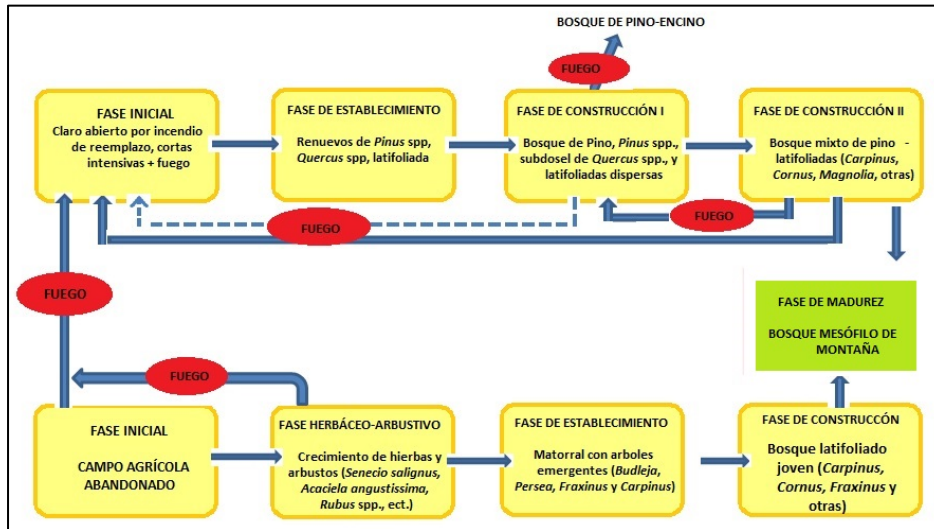 BOSQUE DE PINO-ENCINO
FUEGO
FASE INICIAL
Claro abierto por incendio
de reemplazo, cortas
intensivas + fuego
FASE DE ESTABLECIMIENTO
Renuevos de Pinus spp,
Quercus spp, latifoliada
FASE DE CONSTRUCCIÓN I
Bosque de Pino, Pinus spp.,
subdosel de Quercus spp., y
latifoliadas dispersas
FASE DE CONSTRUCCIÓN II
Bosque mixto de pino -
latifoliadas (Carpinus,
Cornus, Magnolia, otras)
FUEGO
FUEGO
FUEGO
FASE DE MADUREZ
BOSQUE MESÓFILO DE
MONTAÑA
FUEGO
FASE INICIAL
CAMPO AGRÍCOLA
ABANDONADO
FASE HERBÁCEO-ARBUSTIVO
Crecimiento de hierbas y
arbustos (Senecio salignus,
Acaciela angustissima,
Rubus spp., ect.)
FASE DE ESTABLECIMIENTO
Matorral con arboles
emergentes (Budleja,
Persea, Fraxinus y Carpinus)
FASE DE CONSTRUCCÓN
Bosque latifoliado
joven (Carpinus,
Cornus, Fraxinus y
otras)